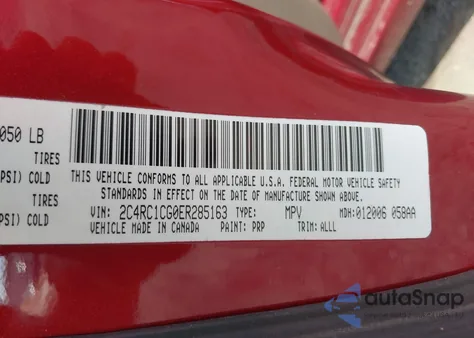 050 LB
TIRES
PSI) COLD
TIRES
PSI) COLD
THIS VEHICLE CONFORMS TO ALL APPLICABLE U.S.A. FEDERAL MOTOR VEHICLE SAFETY
STANDARDS IN EFFECT ON THE DATE OF MANUFACTURE SHOWN ABOVE.
VIN: 2C4RC1CG0ER285163 TYPE: MPV MDH: 012006 058AA
MADE IN CANADA PAINT: PRP TRIM: ALLL
autoSnap